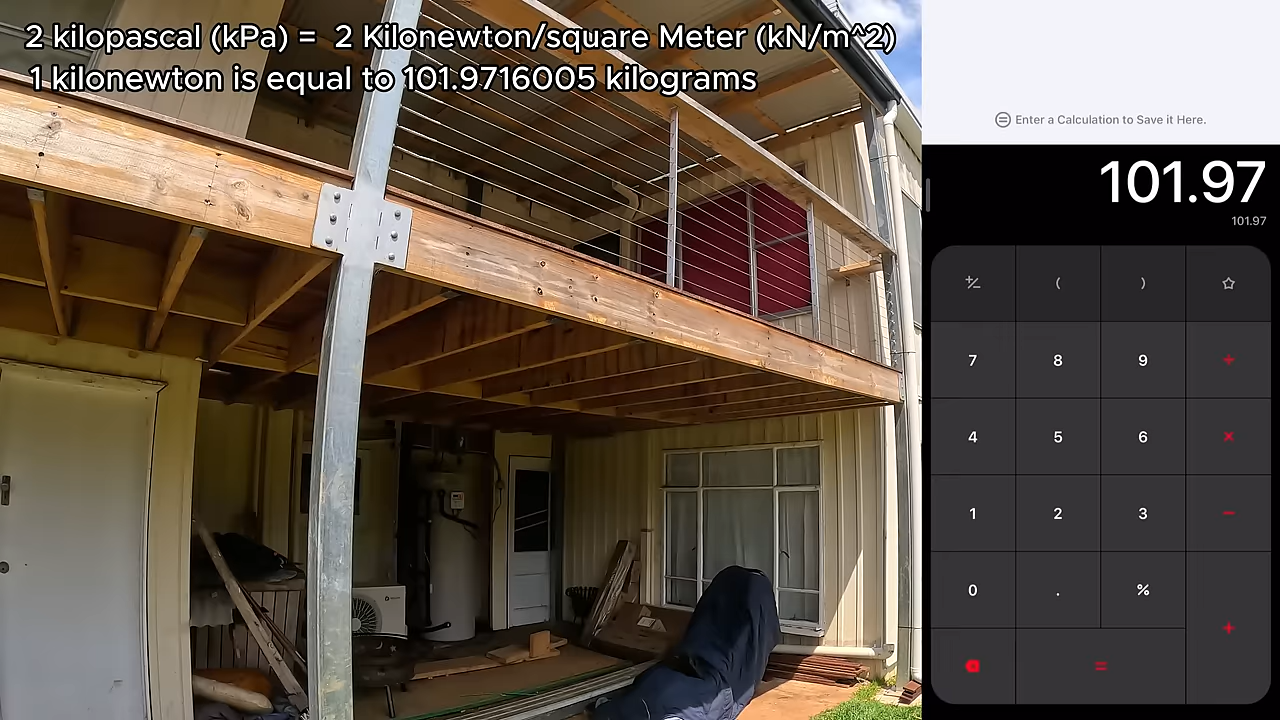 2 kilopascal (kPa) = 2 Kilonewton/square Meter (kN/m^2)
1 kilonewton is equal to 101.9716005 kilograms
Enter a Calculation to Save it Here.
101.97
101.97
+/- ( )
7 8 9 +
4 5 6 ×
1 2 3 −
0 . % +
=